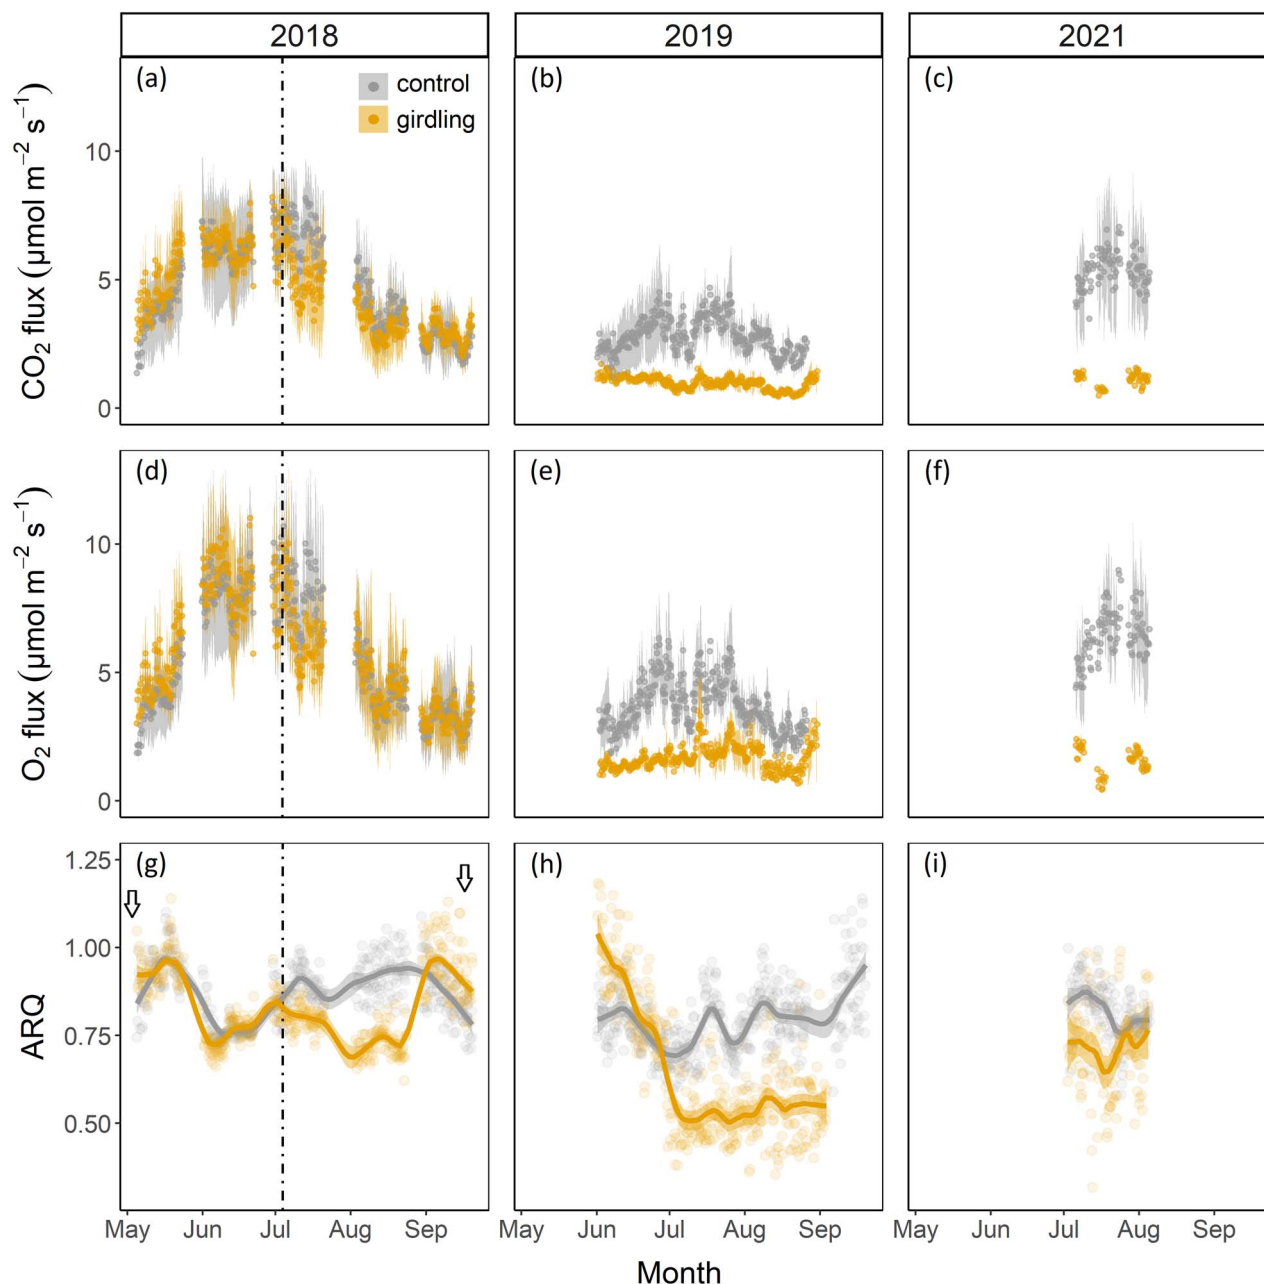 2018 2019 2021
(a) (b) (c)
control
girdling
CO₂ flux (μmol m⁻² s⁻¹)
10
5
0
(d) (e) (f)
O₂ flux (μmol m⁻² s⁻¹)
10
5
0
(g) (h) (i)
ARQ
1.25
1.00
0.75
0.50
May Jun Jul Aug Sep May Jun Jul Aug Sep May Jun Jul Aug Sep
Month